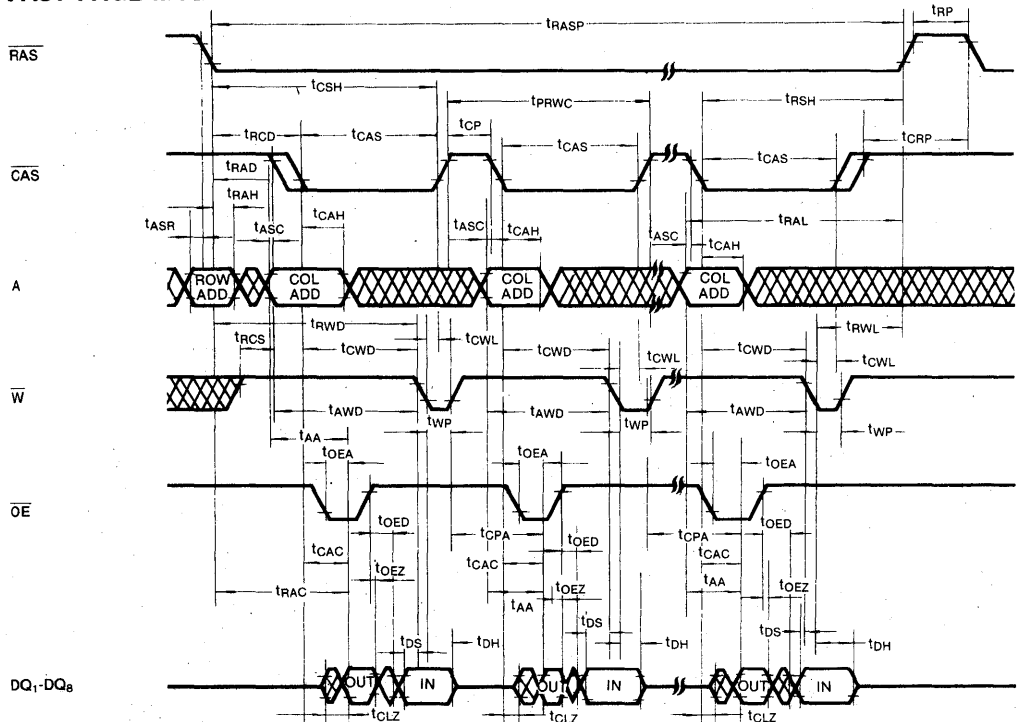 tRASP tRP
RAS
tCSH tPRWC tRSH
tRCD tCAS tCP tCAS tCAS tCRP
CAS
tRAD
tRAH
tASR tASC tCAH tASC tCAH tASC tRAL tCAH
A ROW ADD COL ADD COL ADD COL ADD
tRWD tRWL
tRCS tCWD tCWL tCWD tCWL tCWD tCWL
W
tAWD tWP tAWD tWP tAWD tWP
tAA
tOEA tOEA tOEA
OE
tOED tCPA tOED tCPA tOED
tCAC tCAC tCAC
tRAC tOEZ tAA tOEZ tAA tOEZ
tDS tDH tDS tDH tDS tDH
DQ1-DQ8 OUT IN OUT IN OUT IN
tCLZ tCLZ tCLZ